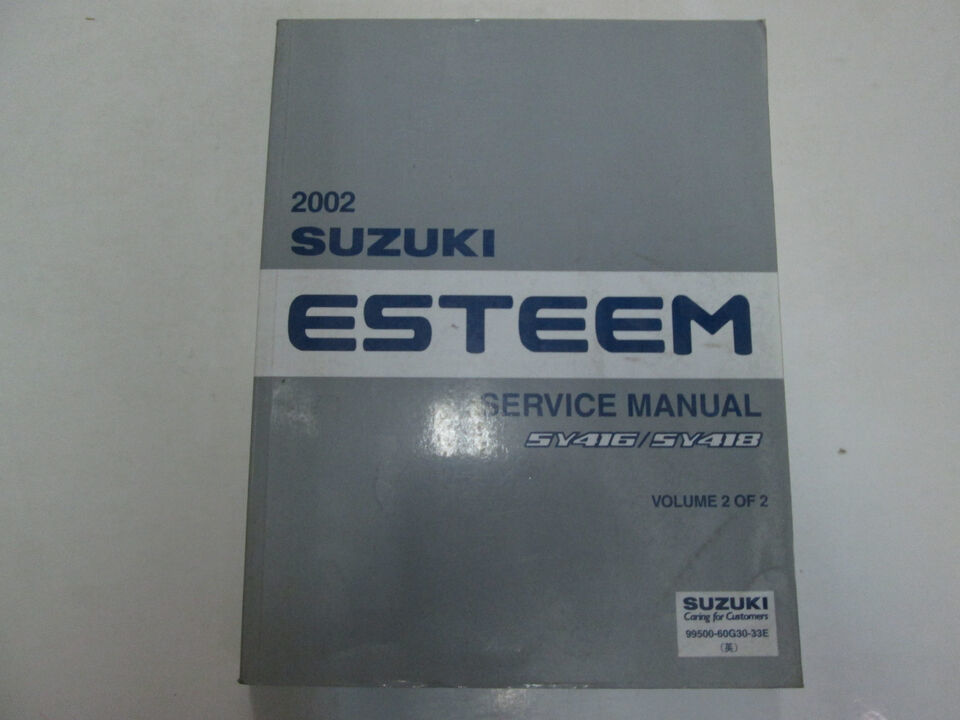 2002
SUZUKI
ESTEEM
SERVICE MANUAL
SY416/SY418
VOLUME 2 OF 2
SUZUKI
Caring for Customers
99500-60G30-33E
(英)